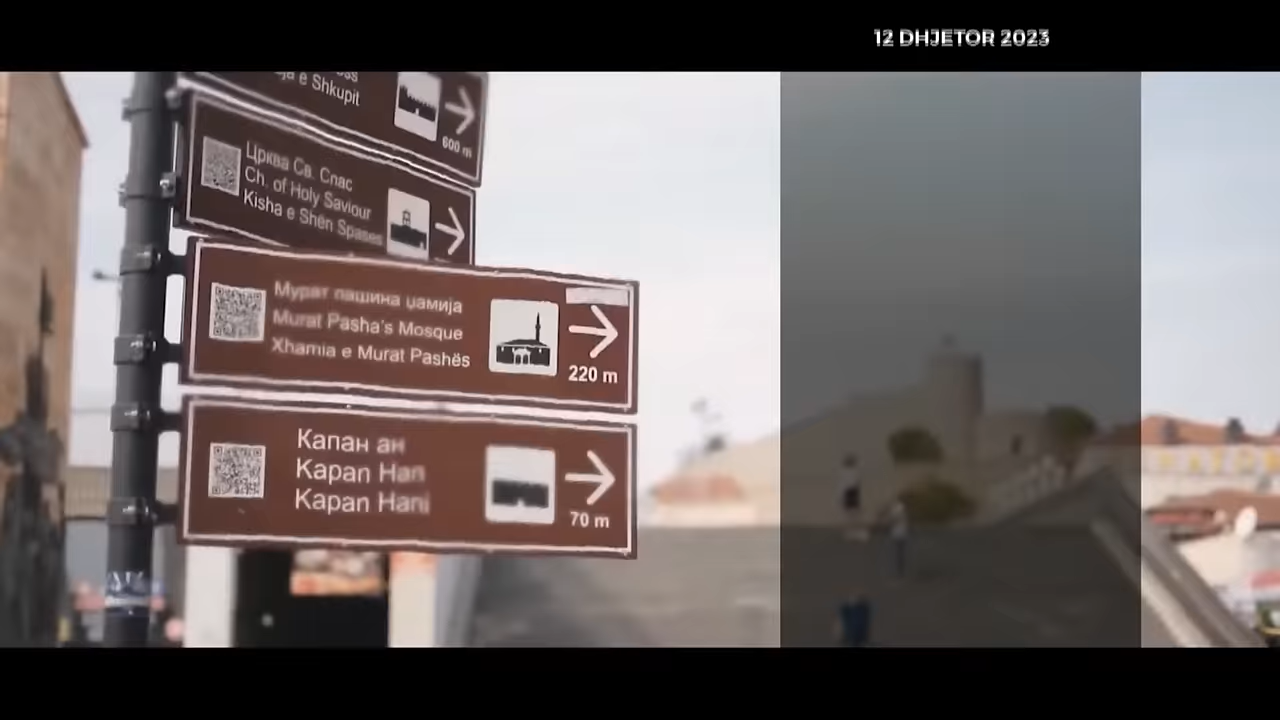 12 DHJETOR 2023
e Shkupit
600 m
Црква Св. Спас
Ch. of Holy Saviour
Kisha e Shën Spases
Мурат пашина џамија
Murat Pasha's Mosque
Xhamia e Murat Pashës
220 m
Капан ан
Kapan Han
Kapan Hani
70 m